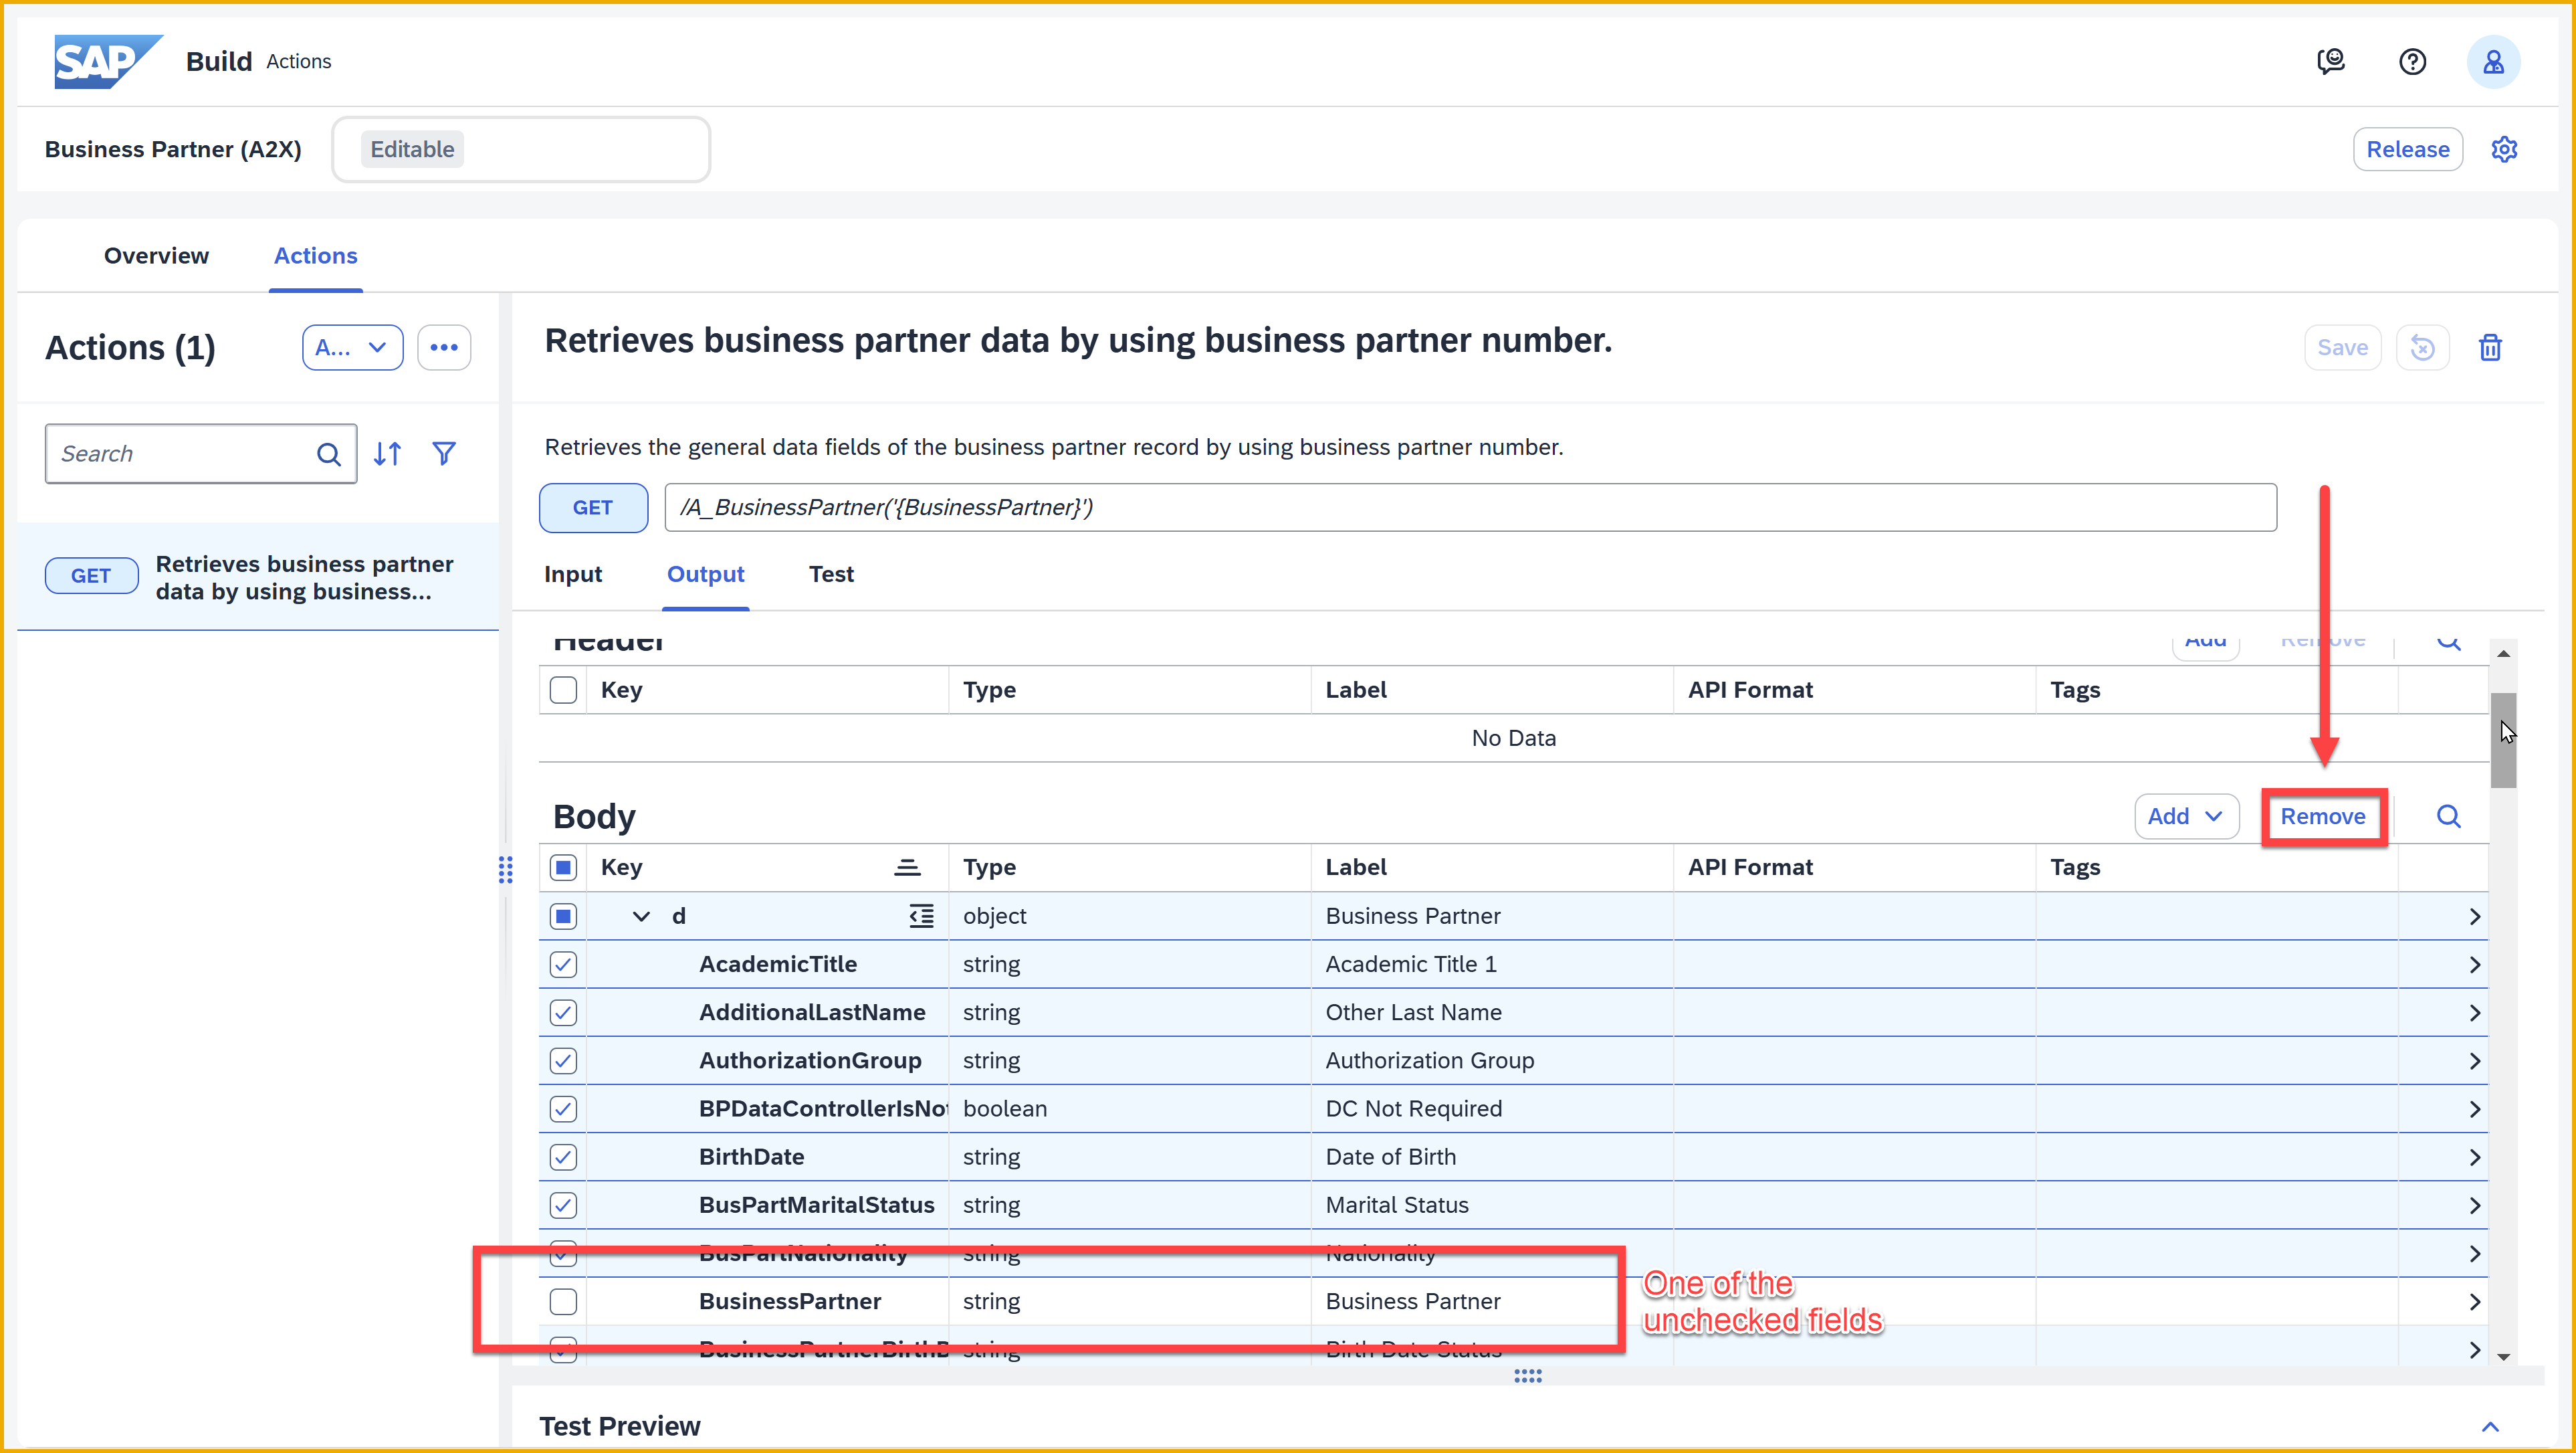 SAP Build Actions
Business Partner (A2X) Editable Release
Overview Actions
Actions (1) A... Retrieves business partner data by using business partner number. Save
Search
Retrieves the general data fields of the business partner record by using business partner number.
GET /A_BusinessPartner('{BusinessPartner}')
GET Retrieves business partner
data by using business...
Input Output Test
Header Add Remove
Key Type Label API Format Tags
No Data
Body Add Remove
Key Type Label API Format Tags
d object Business Partner
AcademicTitle string Academic Title 1
AdditionalLastName string Other Last Name
AuthorizationGroup string Authorization Group
BPDataControllerIsNot boolean DC Not Required
BirthDate string Date of Birth
BusPartMaritalStatus string Marital Status
BusPartNationality string Nationality
BusinessPartner string Business Partner
One of the
unchecked fields
BusinessPartnerBirthD string Birth Date Status
Test Preview